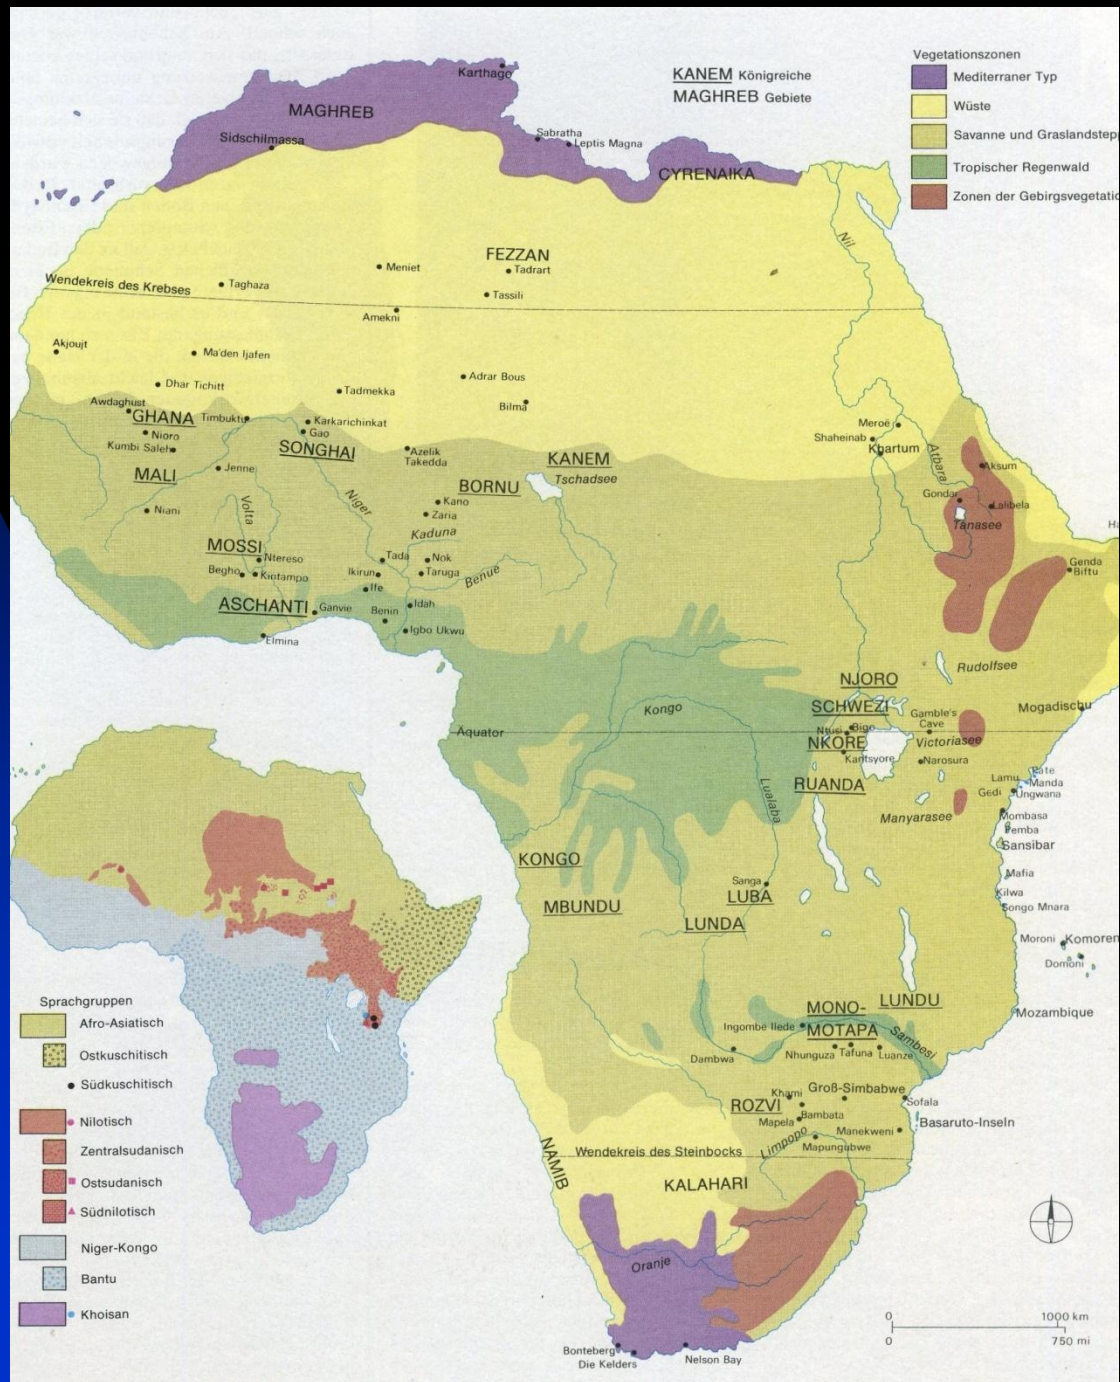 Vegetationszonen
Mediterraner Typ
Wüste
Savanne und Graslandstepp
Tropischer Regenwald
Zonen der Gebirgsvegetatio
KANEM Königreiche
MAGHREB Gebiete
Karthago
MAGHREB
Sidschilmassa
Sabratha
Leptis Magna
CYRENAIKA
Nil
FEZZAN
Meniet
Tadrart
Wendekreis des Krebses
Taghaza
Tassili
Amekni
Akjoujt
Ma'den Ijafen
Dhar Tichitt
Tadmekka
Adrar Bous
Bilma
Awdaghust
GHANA
Timbuktu
Karkarichinkat
Gao
Nioro
Kumbi Saleh
SONGHAI
Azelik
Takedda
KANEM
Tschadsee
Meroë
Shaheinab
Khartum
Atbara
Aksum
MALI
Jenne
BORNU
Kano
Zaria
Niger
Volta
Niani
Kaduna
Gondar
Lalibela
Tanasee
Ha
MOSSI
Ntereso
Tada
Nok
Begho
Kintampo
Ikirun
Taruga
Benue
Ife
Genda
Biftu
ASCHANTI
Ganvie
Benin
Idah
Igbo Ukwu
Elmina
Rudolfsee
NJORO
SCHWEZI
Kongo
Gamble's
Cave
Mogadischu
Äquator
Ntusi
Bigo
NKORE
Kantsyore
Victoriasee
Narosura
RUANDA
Lualaba
Pate
Lamu
Manda
Gedi
Ungwana
Manyarasee
Mombasa
Pemba
Sansibar
KONGO
Mafia
Sanga
Kilwa
LUBA
Songo Mnara
MBUNDU
LUNDA
Moroni
Komoren
Domoni
MONO-
MOTAPA
LUNDU
Mozambique
Ingombe Ilede
Sambesi
Dambwa
Nhunguza
Tafuna
Luanze
Khami
Groß-Simbabwe
ROZVI
Sofala
Bambata
Mapela
Manekweni
Basaruto-Inseln
Limpopo
Mapungubwe
Wendekreis des Steinbocks
NAMIB
KALAHARI
Oranje
Bonteberg
Die Kelders
Nelson Bay
0
1000 km
0
750 mi
Sprachgruppen
Afro-Asiatisch
Ostkuschitisch
Südkuschitisch
Nilotisch
Zentralsudanisch
Ostsudanisch
Südnilotisch
Niger-Kongo
Bantu
Khoisan